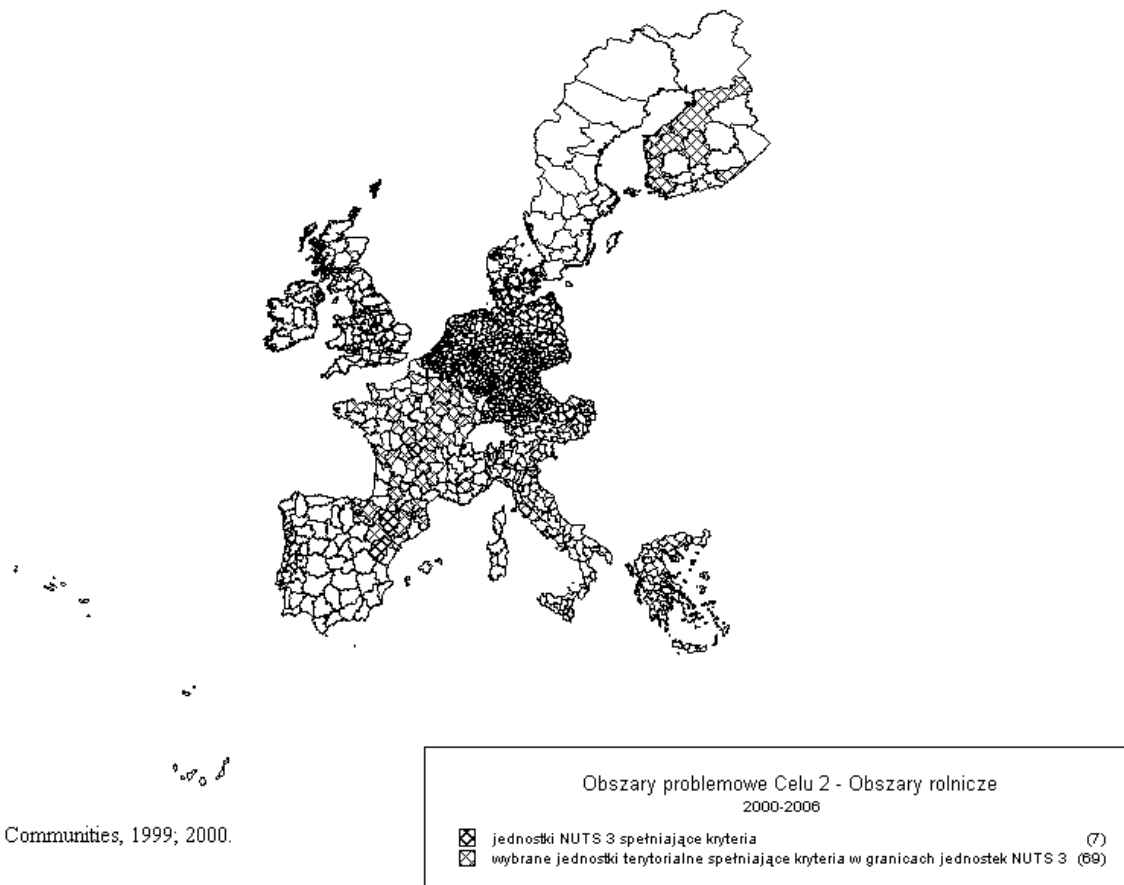 Obszary problemowe Celu 2 - Obszary rolnicze
2000-2006
jednostki NUTS 3 spełniające kryteria (7)
wybrane jednostki terytorialne spełniające kryteria w granicach jednostek NUTS 3 (69)
Communities, 1999; 2000.